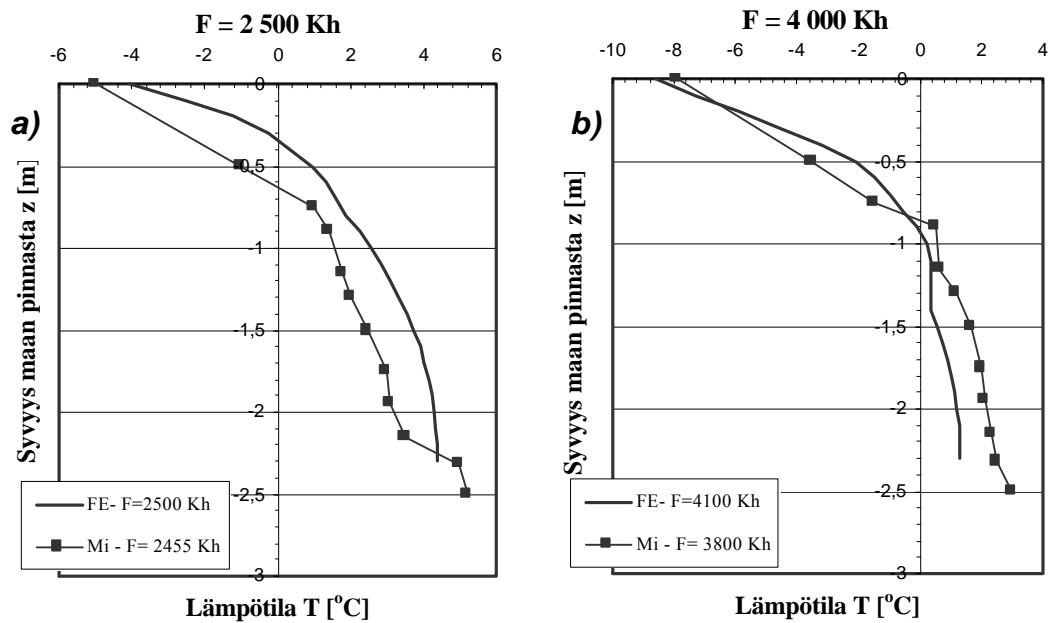 F = 2 500 Kh
-6 -4 -2 0 2 4 6
a)
0
-0,5
-1
-1,5
-2
-2,5
-3
Syvyys maan pinnasta z [m]
FE- F=2500 Kh
Mi - F= 2455 Kh
Lämpötila T [°C]
F = 4 000 Kh
-10 -8 -6 -4 -2 0 2 4
b)
0
-0,5
-1
-1,5
-2
-2,5
-3
Syvyys maan pinnasta z [m]
FE- F=4100 Kh
Mi - F= 3800 Kh
Lämpötila T [°C]